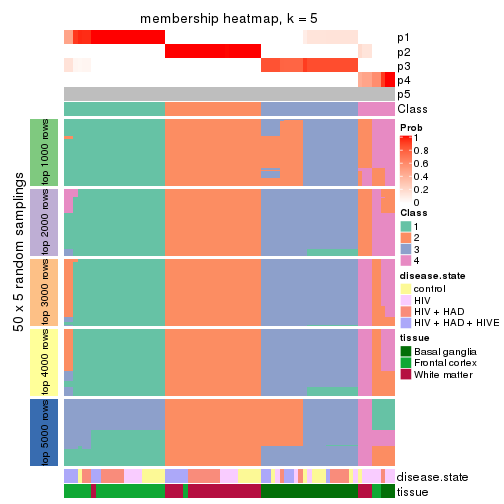 membership heatmap, k = 5
p1
p2
p3
p4
p5
Class
50 x 5 random samplings
top 1000 rows
top 2000 rows
top 3000 rows
top 4000 rows
top 5000 rows
disease.state
tissue
Prob
1
0.8
0.6
0.4
0.2
0
Class
1
2
3
4
disease.state
control
HIV
HIV + HAD
HIV + HAD + HIVE
tissue
Basal ganglia
Frontal cortex
White matter